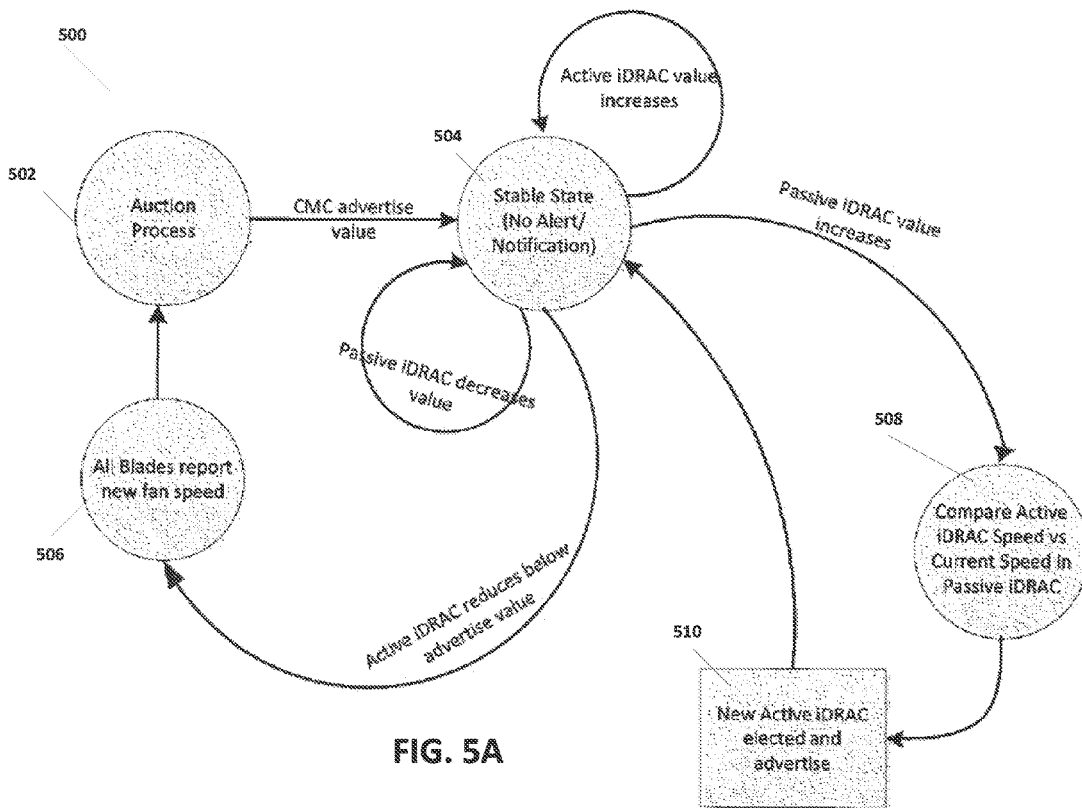 500
Active iDRAC value
increases
504
502
Auction
Process
CMC advertise
value
Stable State
(No Alert/
Notification)
Passive iDRAC value
increases
Passive iDRAC decreases
value
508
All Blades report
new fan speed
506
Compare Active
iDRAC Speed vs
Current Speed in
Passive iDRAC
Active iDRAC reduces below
advertise value
510
New Active iDRAC
elected and
advertise
FIG. 5A